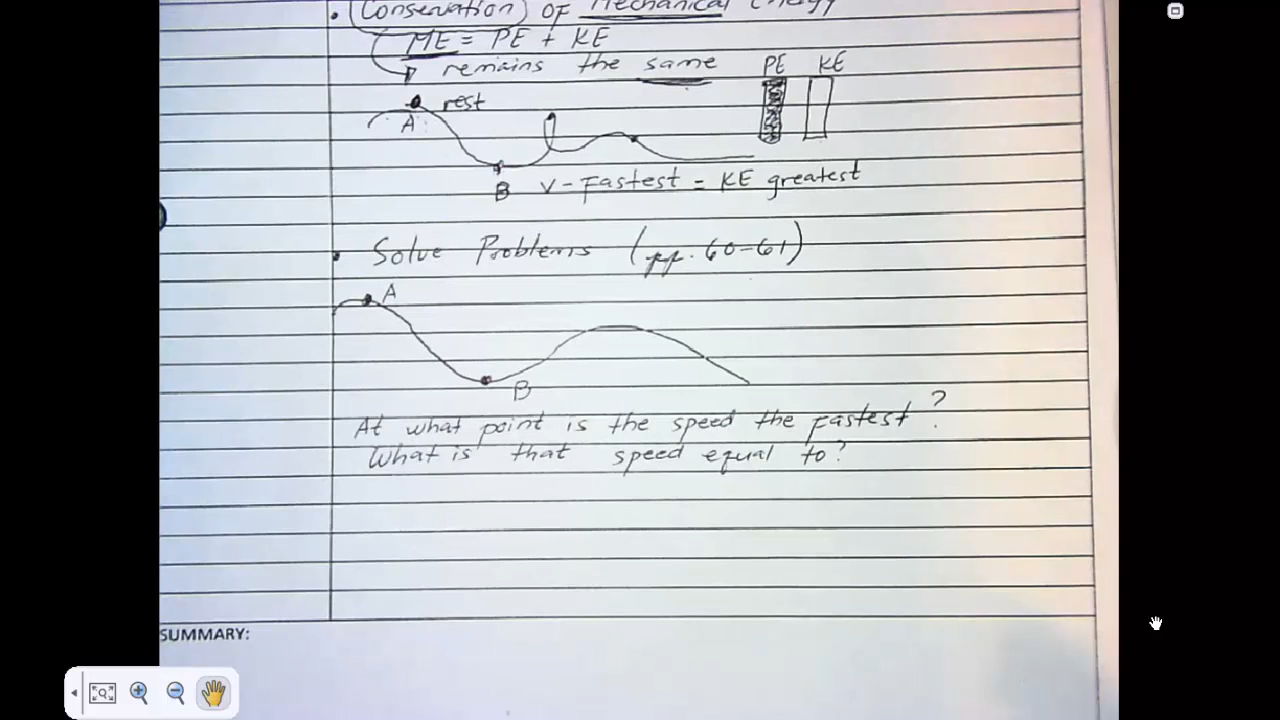 • Conservation of Mechanical Energy
ME = PE + KE
remains the same PE KE
rest
A
B V - Fastest = KE greatest
• Solve Problems (pp. 60-61)
A
B
At what point is the speed the fastest?
What is that speed equal to?
SUMMARY: